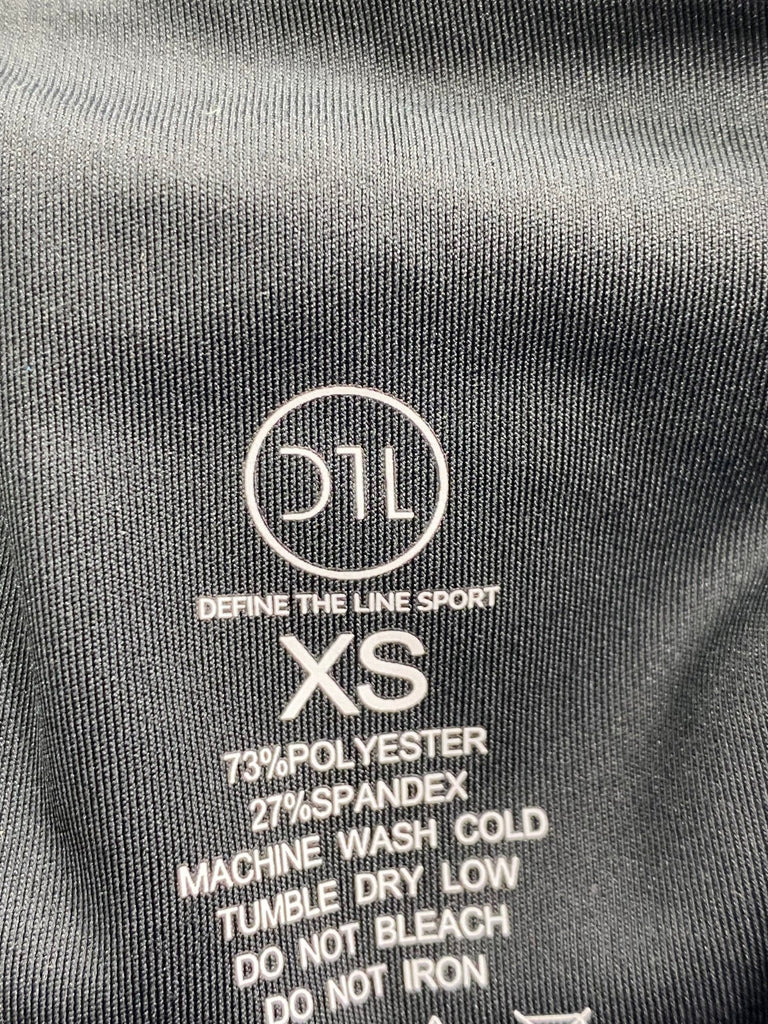 DTL
DEFINE THE LINE SPORT
XS
73%POLYESTER
27%SPANDEX
MACHINE WASH COLD
TUMBLE DRY LOW
DO NOT BLEACH
DO NOT IRON